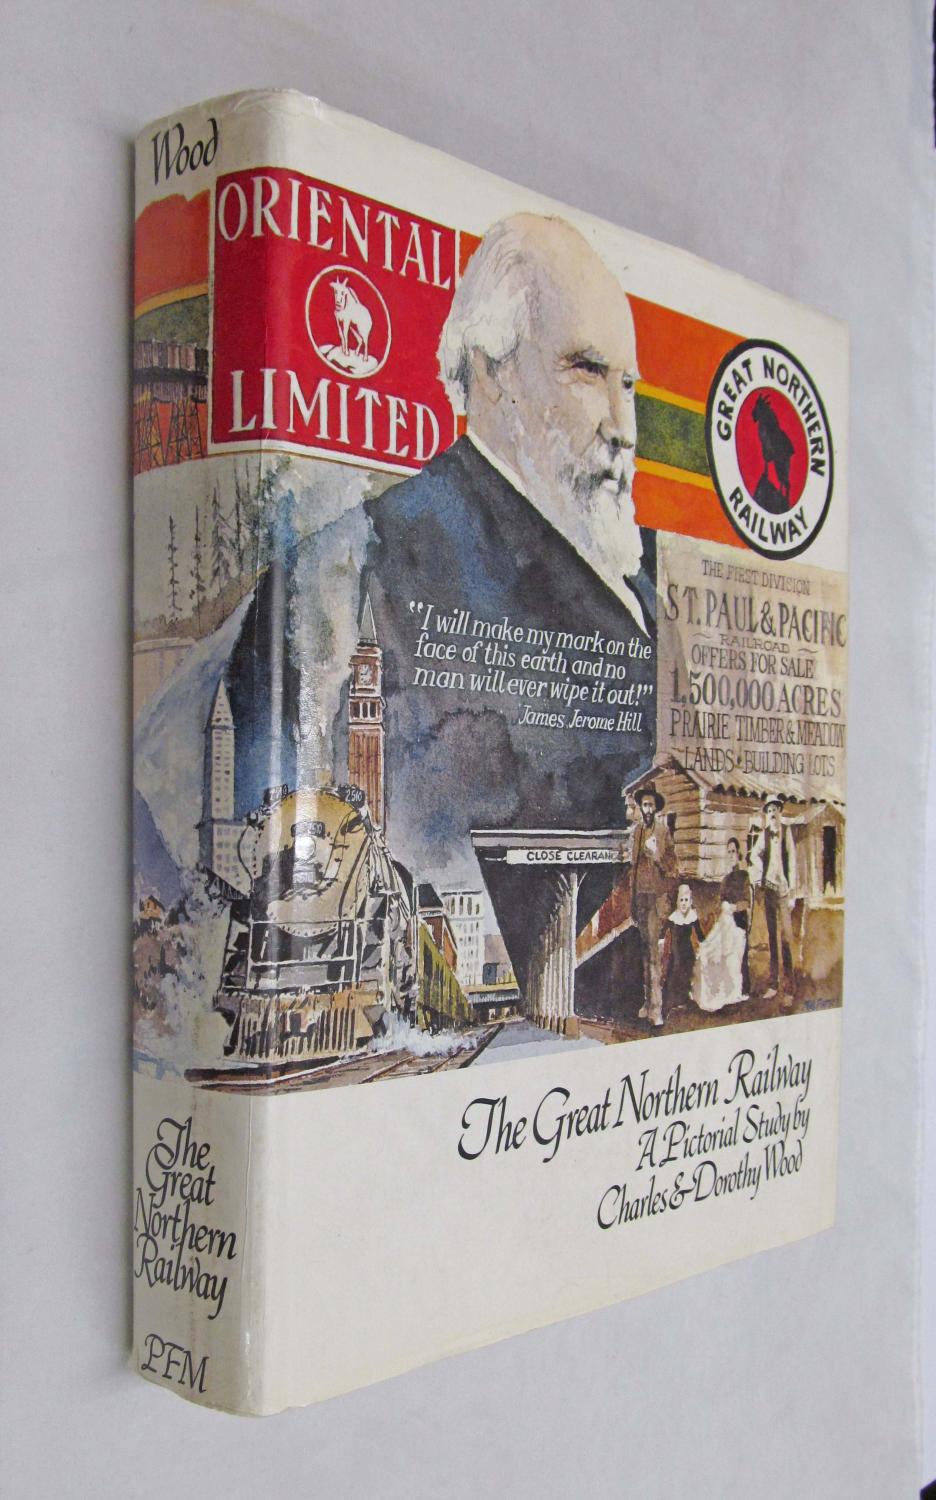 Wood
ORIENTAL
LIMITED
GREAT NORTHERN
RAILWAY
"I will make my mark on the
face of this earth and no
man will ever wipe it out!"
James Jerome Hill
THE FIRST DIVISION
ST. PAUL & PACIFIC
RAILROAD
OFFERS FOR SALE
1,500,000 ACRES
PRAIRIE TIMBER & MEADOW
LANDS • BUILDING LOTS
2510
CLOSE CLEARANC
The Great Northern Railway
A Pictorial Study by
Charles & Dorothy Wood
The
Great
Northern
Railway
PFM